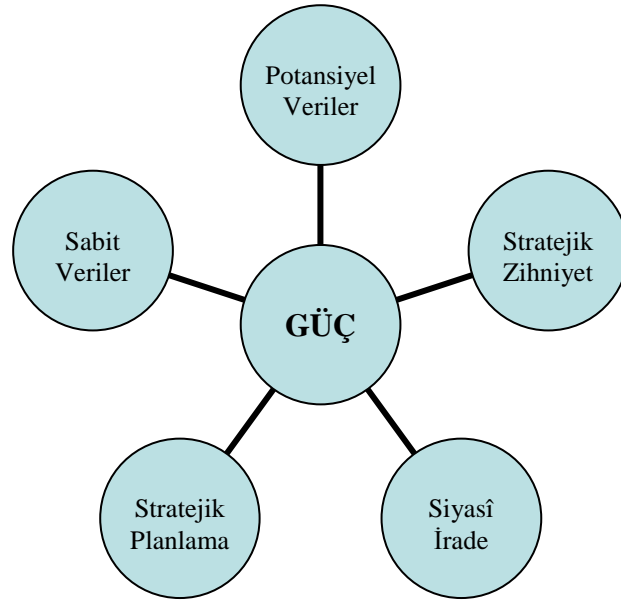 Potansiyel
Veriler
Sabit
Veriler
Stratejik
Zihniyet
GÜÇ
Stratejik
Planlama
Siyasî
İrade